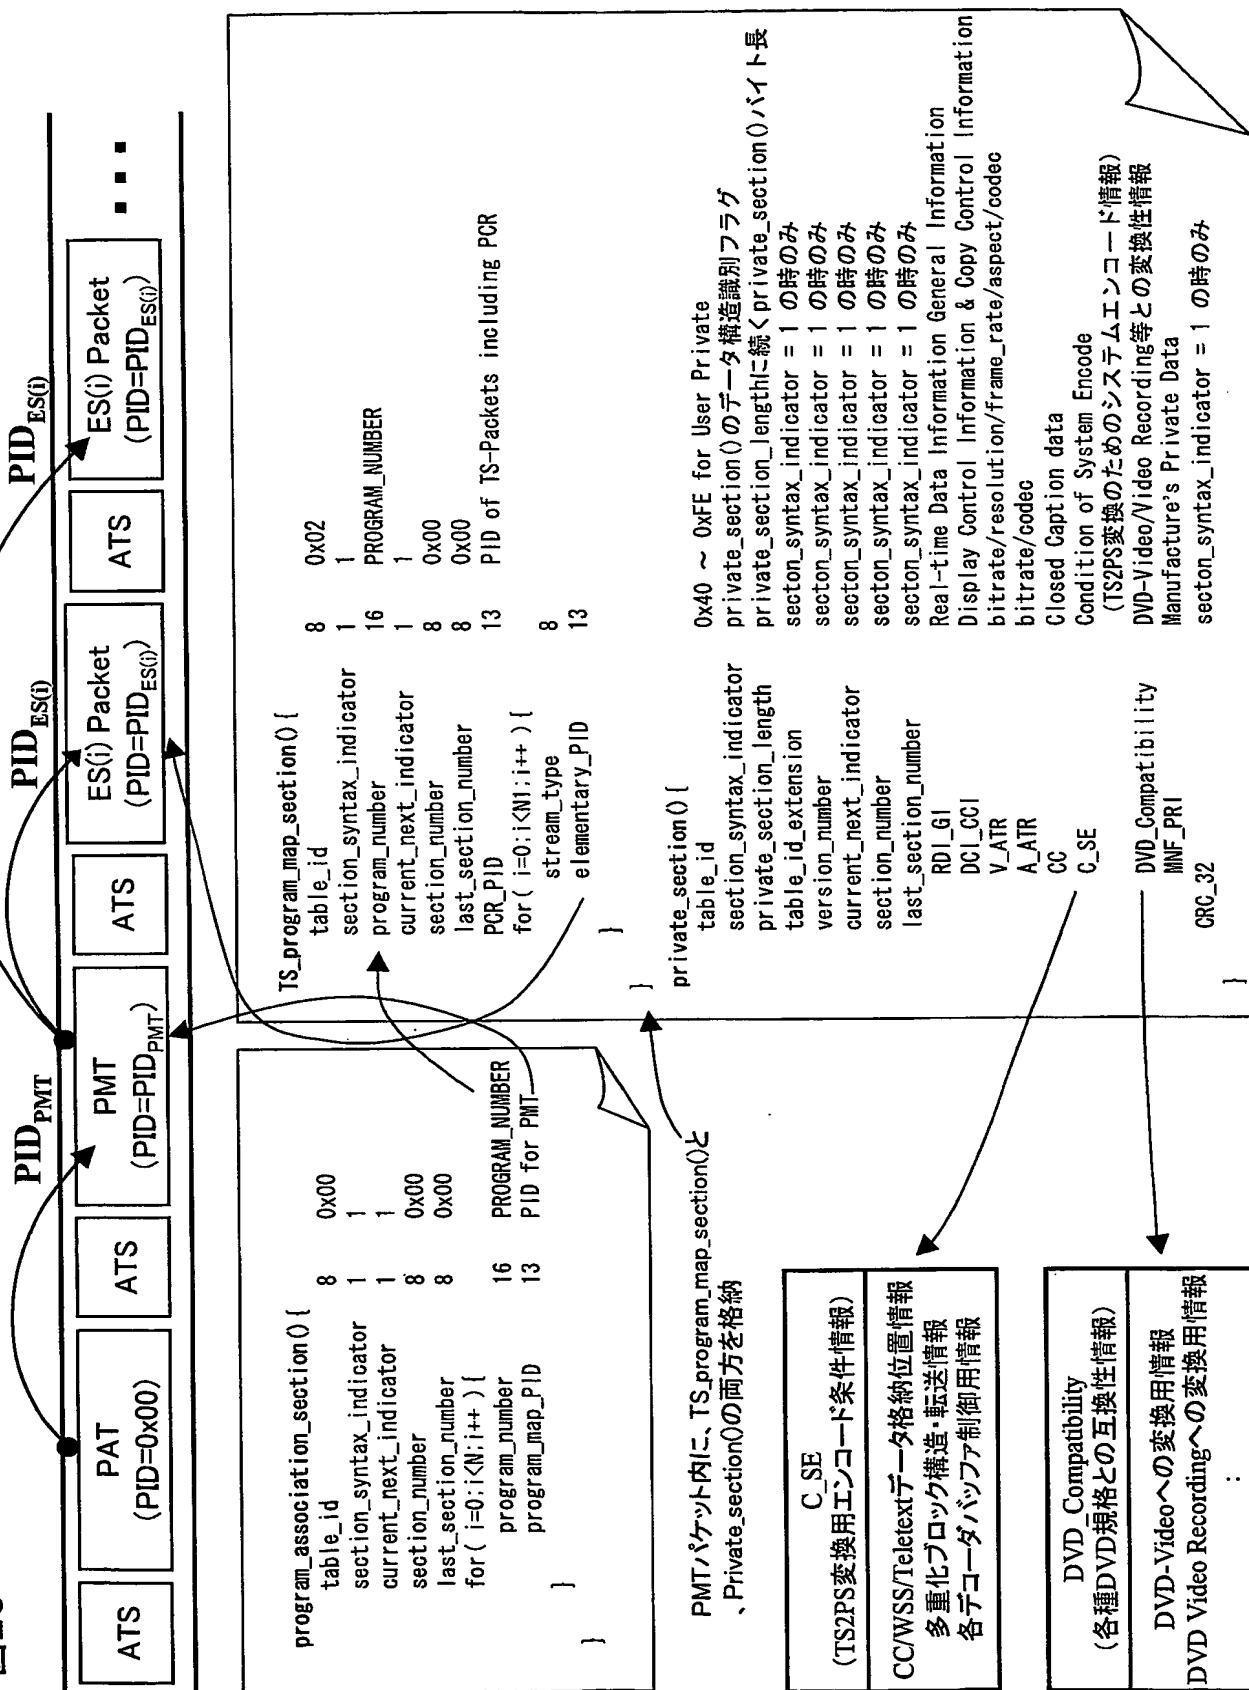 PID_PMT
PID_ES(i)
PID_ES(i)
ATS
PAT
(PID=0x00)
ATS
PMT
(PID=PID_PMT)
ATS
ES(i) Packet
(PID=PID_ES(i))
ATS
ES(i) Packet
(PID=PID_ES(i))
...
program_association_section(){
table_id 8 0x00
section_syntax_indicator 1 1
current_next_indicator 1 1
section_number 8 0x00
last_section_number 8 0x00
for( i=0;i<N;i++ ){
program_number 16 PROGRAM_NUMBER
program_map_PID 13 PID for PMT
}
}
PMTパケット内に、TS_program_map_section()と
、Private_section()の両方を格納
TS_program_map_section(){
table_id 8 0x02
section_syntax_indicator 1 1
program_number 16 PROGRAM_NUMBER
current_next_indicator 1 1
section_number 8 0x00
last_section_number 8 0x00
PCR_PID 13 PID of TS-Packets including PCR
for( i=0;i<N1;i++ ){
stream_type 8
elementary_PID 13
}
}
private_section(){
table_id 0x40 ~ 0xFE for User Private
section_syntax_indicator private_section()のデータ構造識別フラグ
private_section_length private_section_lengthに続くprivate_section()バイト長
table_id_extension secton_syntax_indicator = 1 の時のみ
version_number secton_syntax_indicator = 1 の時のみ
current_next_indicator secton_syntax_indicator = 1 の時のみ
section_number secton_syntax_indicator = 1 の時のみ
last_section_number secton_syntax_indicator = 1 の時のみ
RDI_GI Real-time Data Information General Information
DCI_CCI Display Control Information & Copy Control Information
V_ATR bitrate/resolution/frame_rate/aspect/codec
A_ATR bitrate/codec
CC Closed Caption data
C_SE Condition of System Encode
(TS2PS変換のためのシステムエンコード情報)
DVD_Compatibility DVD-Video/Video Recording等との変換性情報
MNF_PRI Manufacture's Private Data
CRC_32 secton_syntax_indicator = 1 の時のみ
}
C_SE
(TS2PS変換用エンコード条件情報)
CC/WSS/Teletextデータ格納位置情報
多重化ブロック構造・転送情報
各デコーダバッファ制御用情報
DVD_Compatibility
(各種DVD規格との互換性情報)
DVD-Videoへの変換用情報
DVD Video Recordingへの変換用情報
: